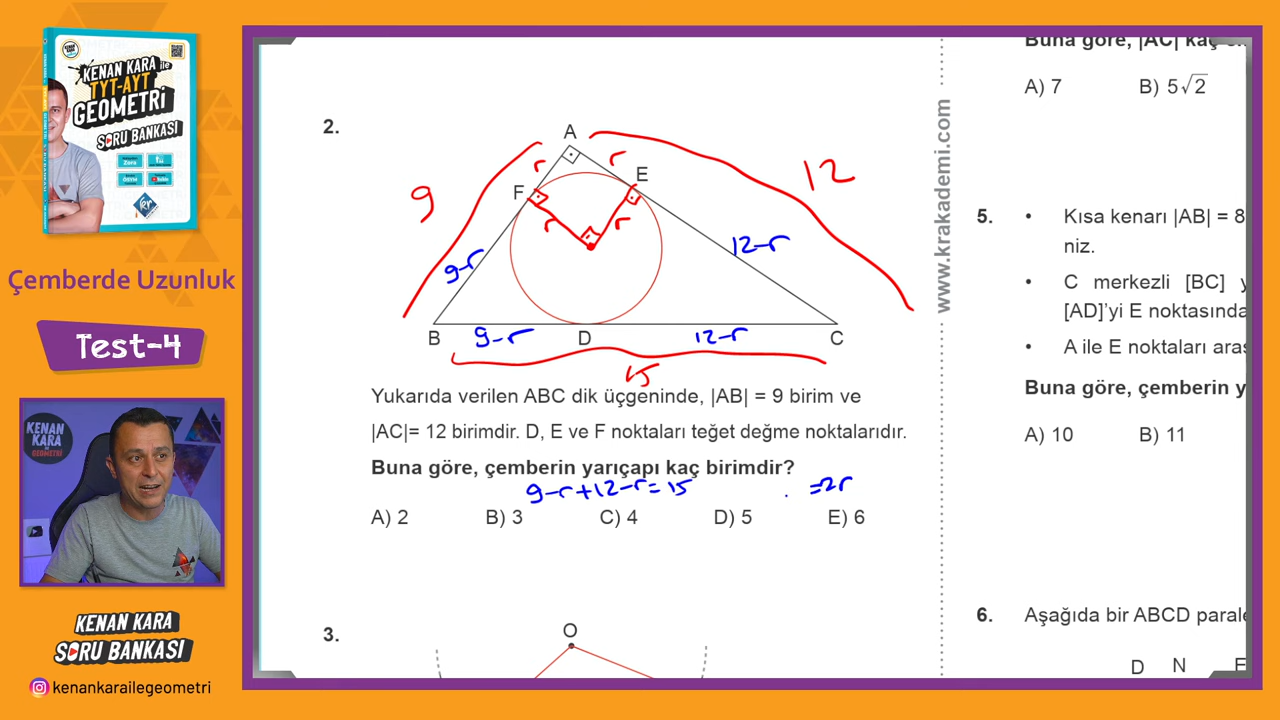 KENAN KARA ile
TYT-AYT
GEOMETRİ
SORU BANKASI
Çemberde Uzunluk
Test-4
KENAN
KARA
GEOMETRİ
KENAN KARA
SORU BANKASI
kenankarailegeometri
2.
A
r
r
9
12
F
E
r
r
9-r
12-r
B
9-r
D
12-r
C
15
Yukarıda verilen ABC dik üçgeninde, |AB| = 9 birim ve
|AC|= 12 birimdir. D, E ve F noktaları teğet değme noktalarıdır.
Buna göre, çemberin yarıçapı kaç birimdir?
9-r+12-r=15 =2r
A) 2 B) 3 C) 4 D) 5 E) 6
3.
O
www.krakademi.com
Buna göre, |AC| kaç
A) 7 B) 5√2
5. • Kısa kenarı |AB| = 8
niz.
• C merkezli [BC] y
[AD]’yi E noktasında
• A ile E noktaları aras
Buna göre, çemberin y
A) 10 B) 11
6. Aşağıda bir ABCD parale
D N E